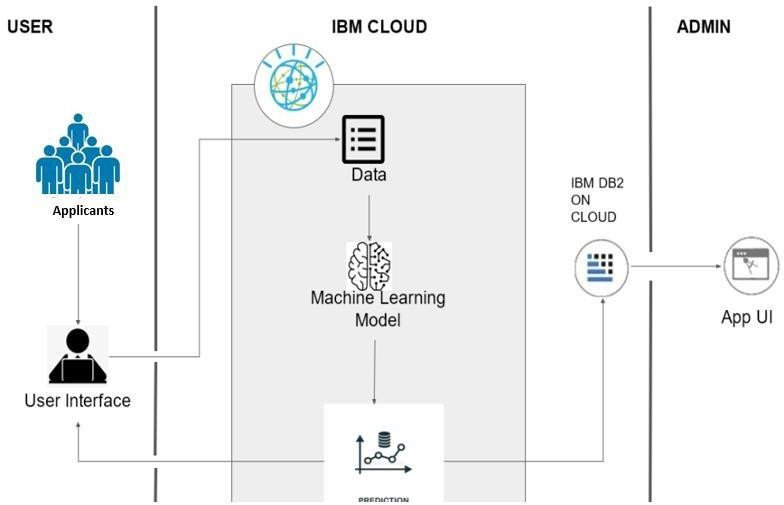 USER
IBM CLOUD
ADMIN
Applicants
Data
IBM DB2
ON
CLOUD
Machine Learning
Model
App UI
User Interface
PREDICTION